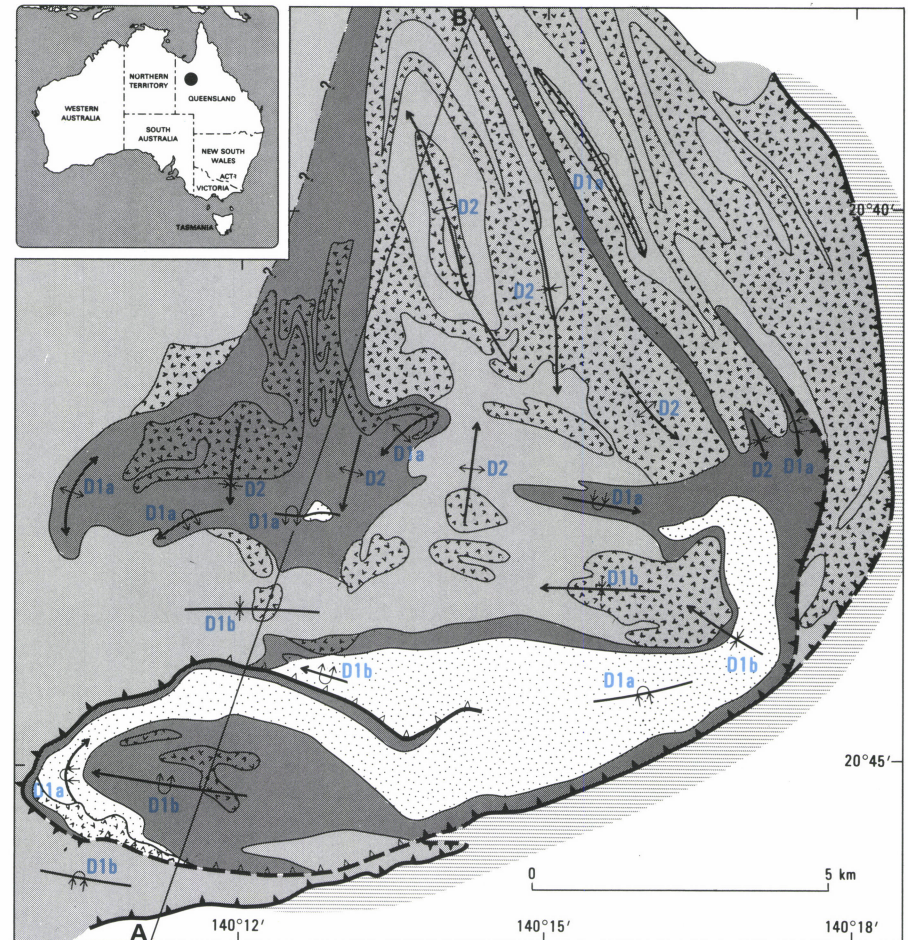 B
NORTHERN
TERRITORY
QUEENSLAND
WESTERN
AUSTRALIA
SOUTH
AUSTRALIA
NEW SOUTH
WALES
ACT
VICTORIA
TASMANIA
?
D1a
20°40'
D2
D2
?
?
D2
D1a
D2
D2
D1a
D1a
D2
D1a
D1a
D1a
D1b
D1b
D1b
D1b
D1a
20°45'
D1a
D1b
D1b
0 5 km
A
140°12' 140°15' 140°18'